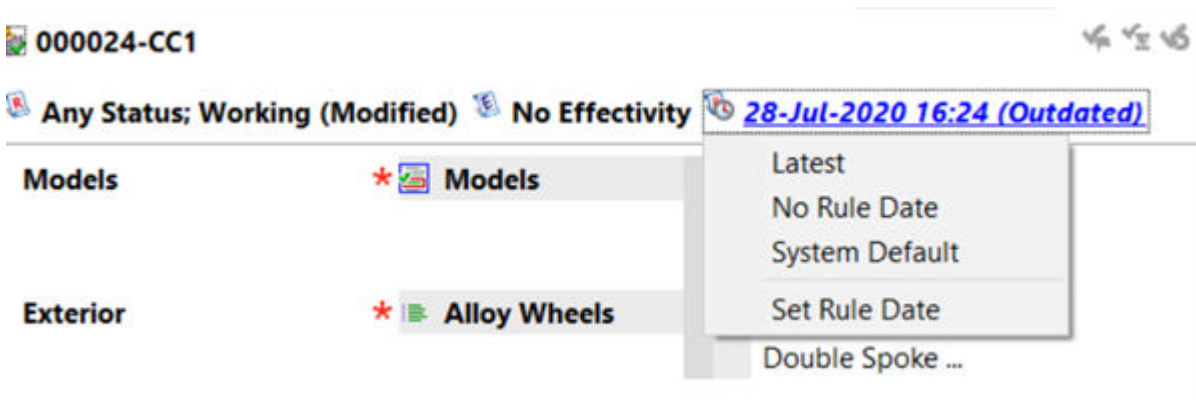 000024-CC1
Any Status; Working (Modified) No Effectivity 28-Jul-2020 16:24 (Outdated)
Latest
No Rule Date
System Default
Set Rule Date
Models * Models
Exterior * Alloy Wheels
Double Spoke ...